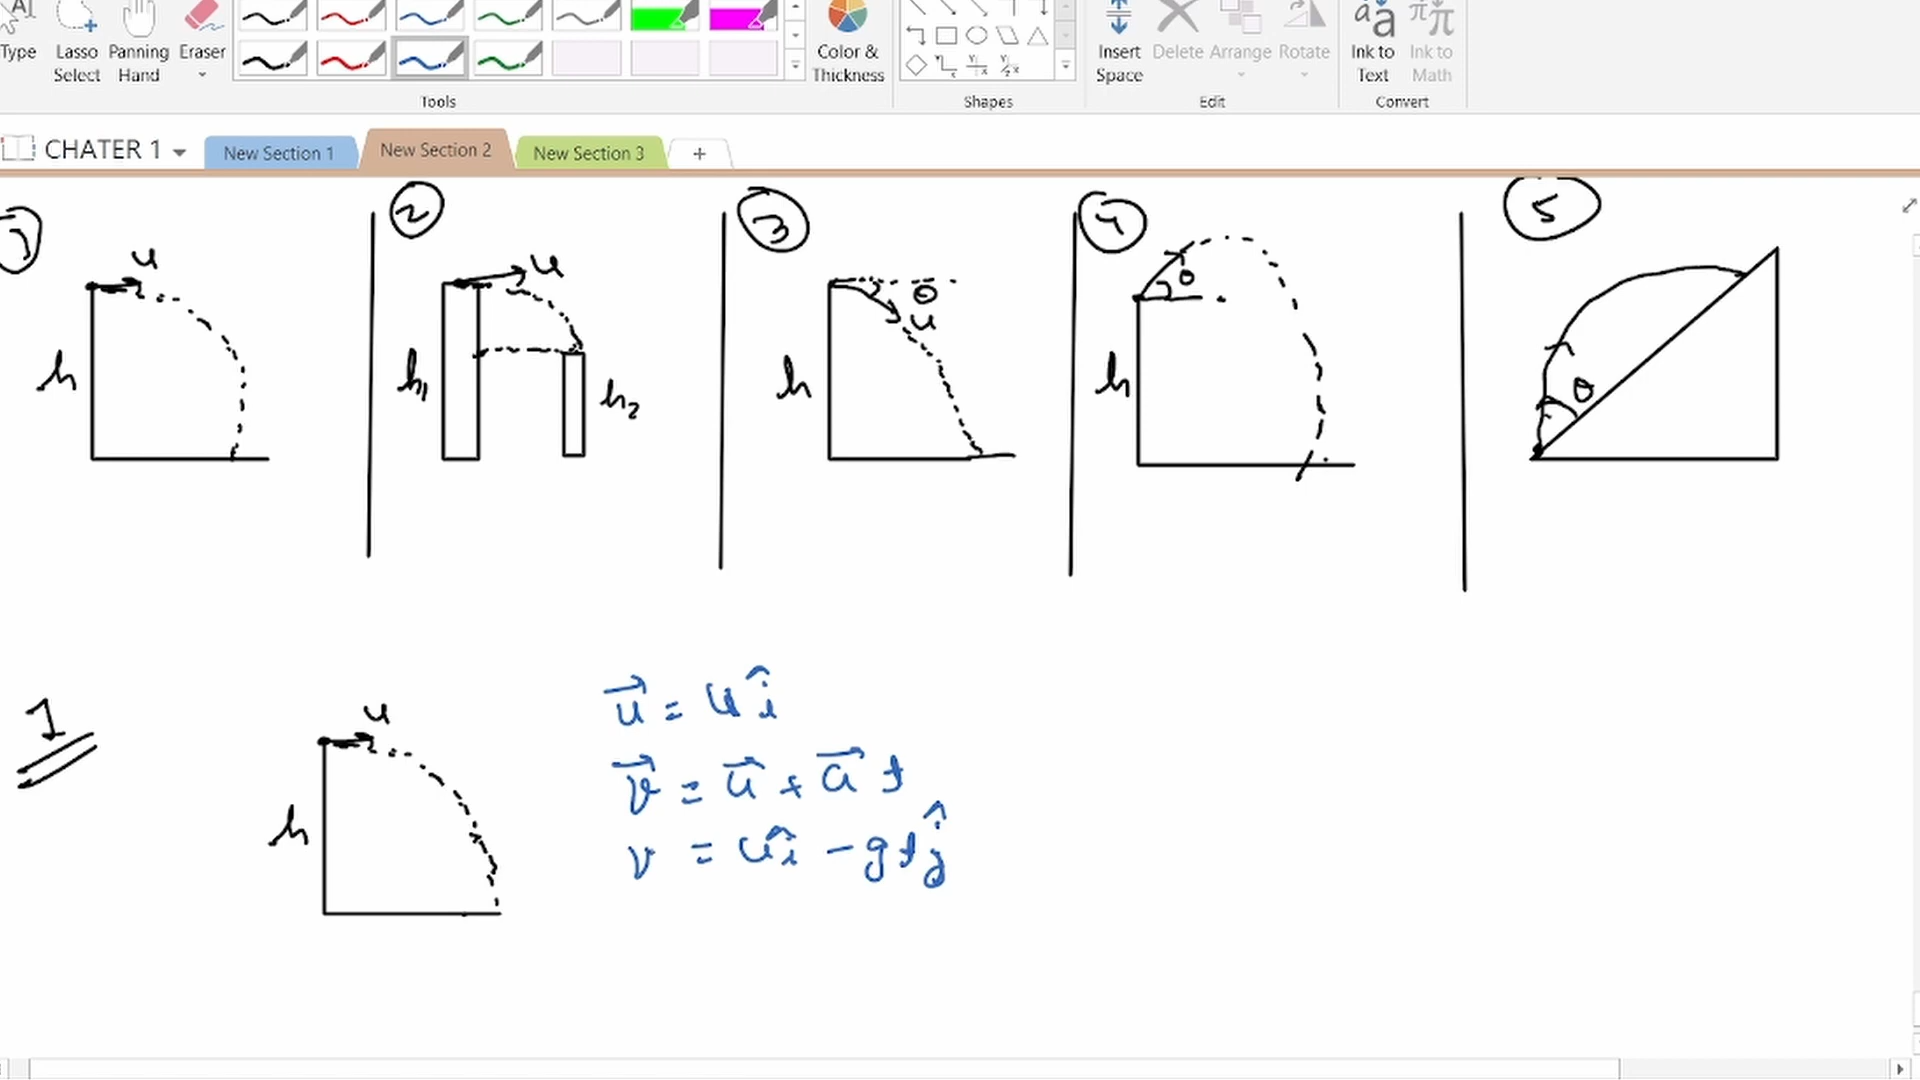 Type
Lasso Select
Panning Hand
Eraser
Tools
Color & Thickness
Shapes
Insert Space
Delete
Arrange
Rotate
Edit
Ink to Text
Ink to Math
Convert
CHATER 1
New Section 1
New Section 2
New Section 3
+
1
u
h
2
u
h₁
h₂
3
θ
u
h
4
θ
h
5
θ
1
u
h
u⃗ = u î
v⃗ = u⃗ + a⃗ t
v = u î - g t ĵ